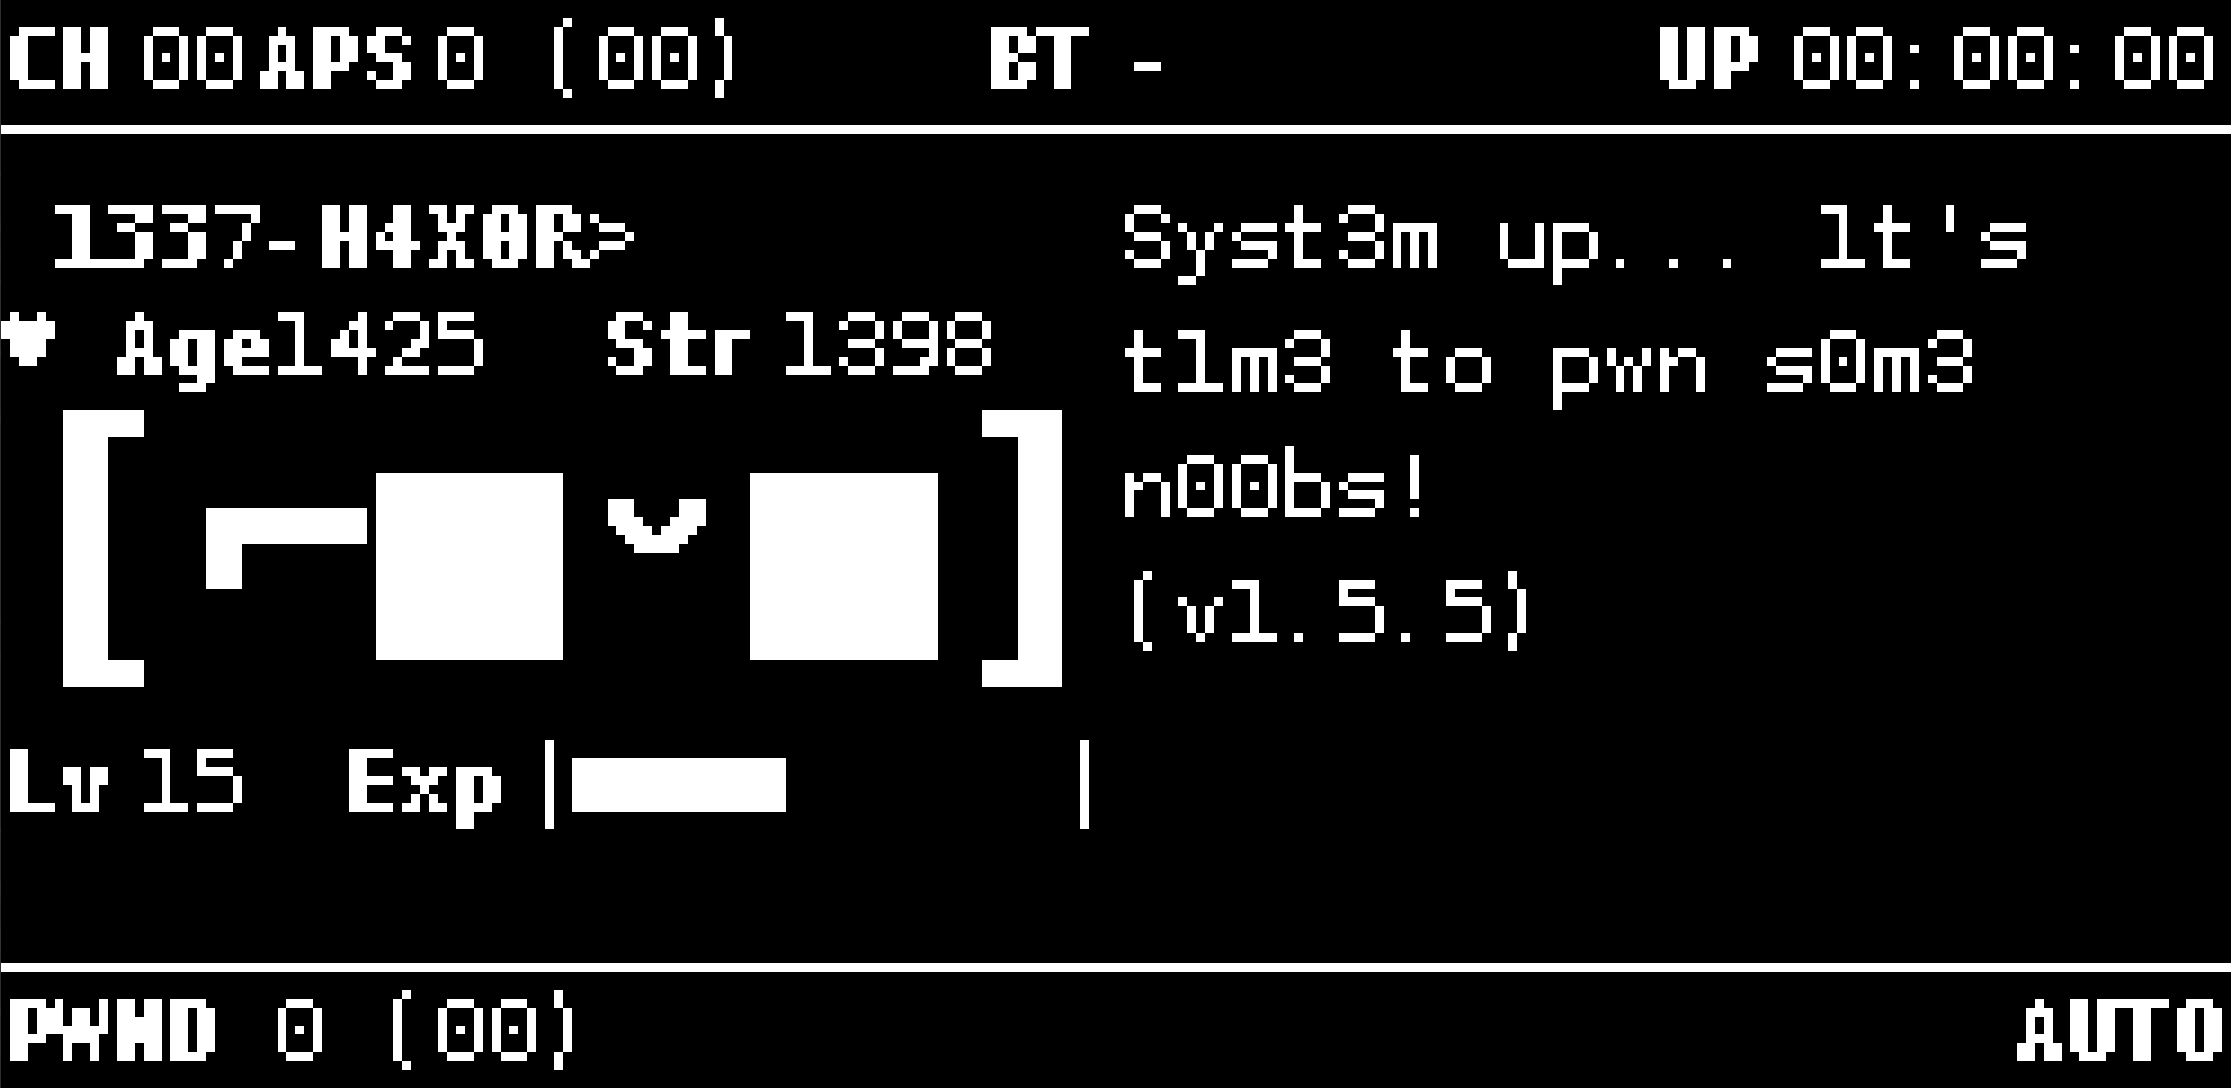 CH 00 APS 0 (00) BT - UP 00:00:00
1337-H4X0R>
♥ Age 1425 Str 1398
Syst3m up... 1t's
t1m3 to pwn s0m3
n00bs!
(v1.5.5)
[ ⌐■ ⌣ ■ ]
Lv 15 Exp |████ |
PWND 0 (00) AUTO